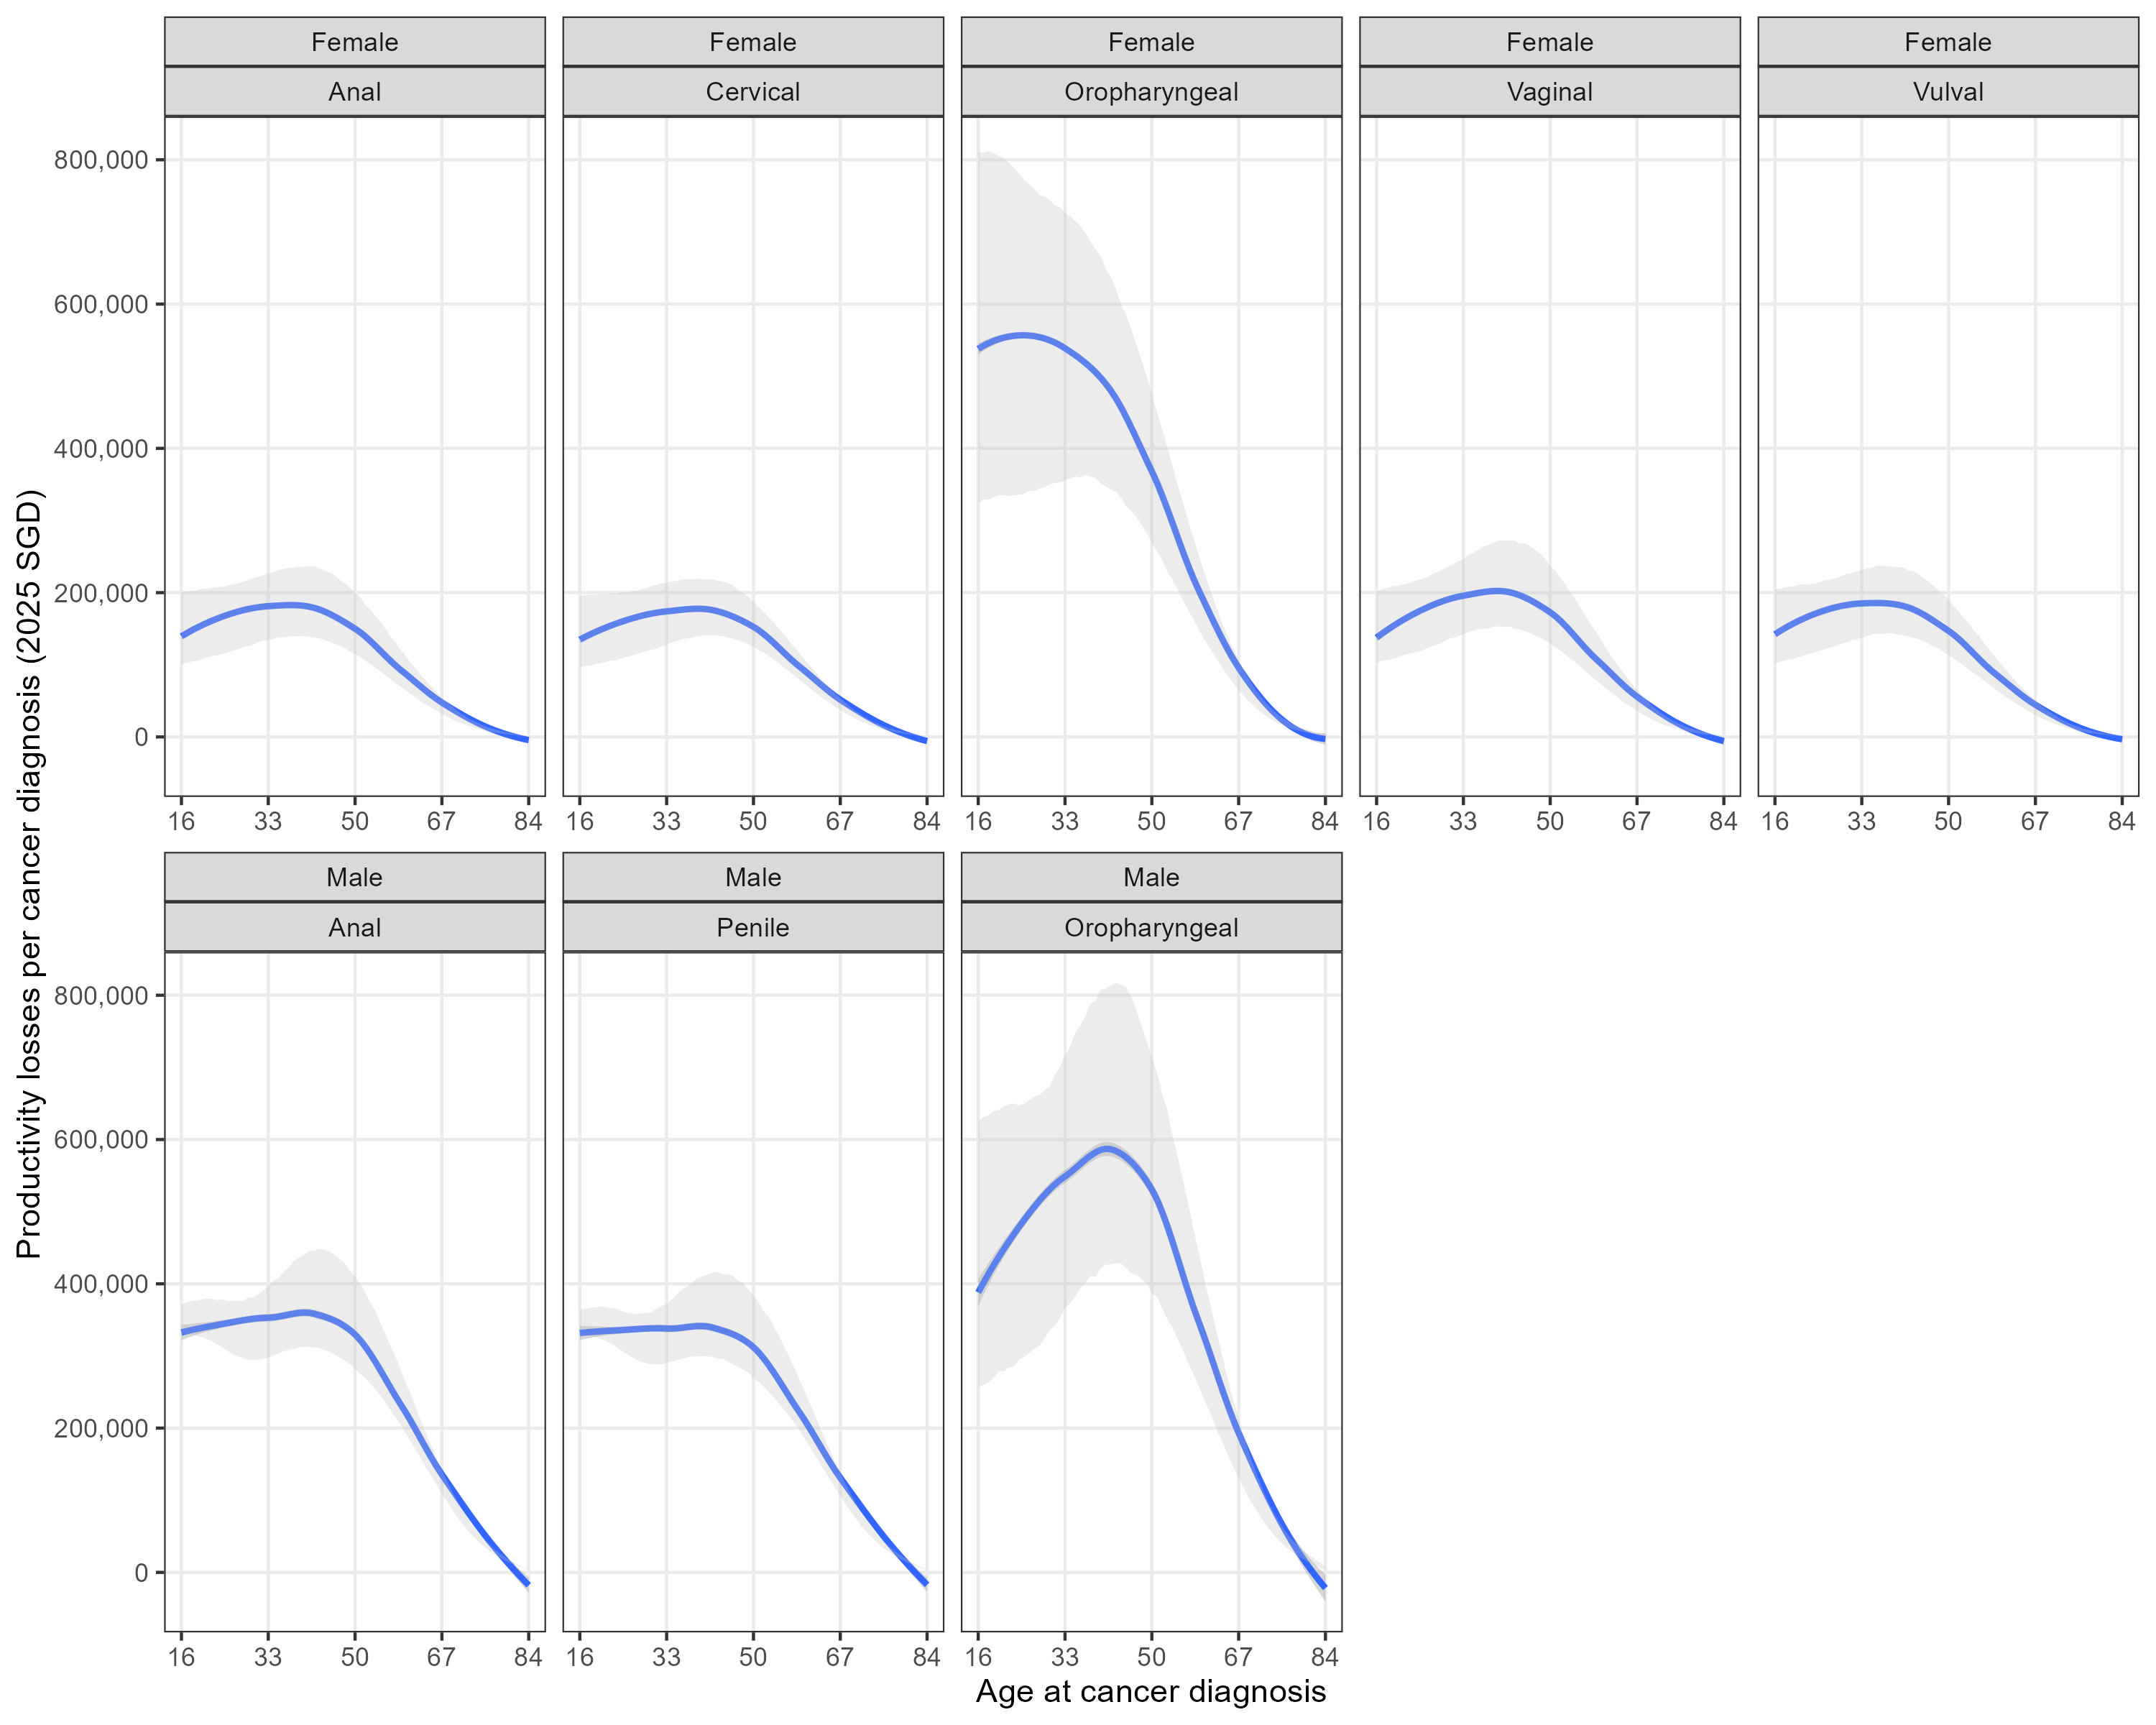 Female Female Female Female Female
Anal Cervical Oropharyngeal Vaginal Vulval
800,000
600,000
400,000
200,000
0
16 33 50 67 84 16 33 50 67 84 16 33 50 67 84 16 33 50 67 84 16 33 50 67 84
Productivity losses per cancer diagnosis (2025 SGD)
Male Male Male
Anal Penile Oropharyngeal
800,000
600,000
400,000
200,000
0
16 33 50 67 84 16 33 50 67 84 16 33 50 67 84
Age at cancer diagnosis